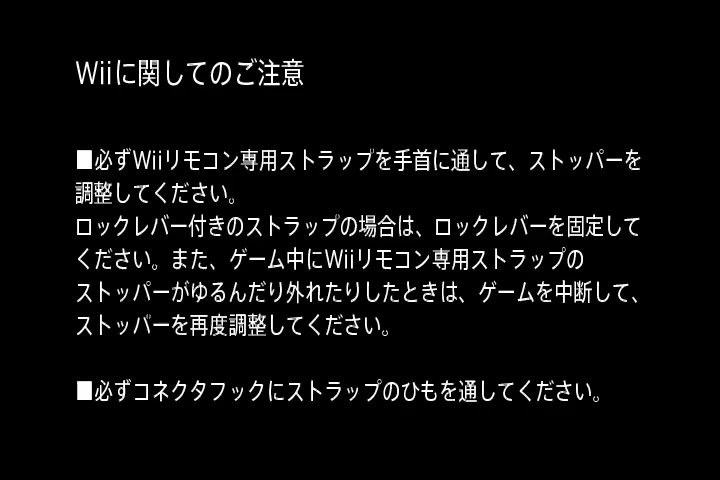 Wiiに関してのご注意
■必ずWiiリモコン専用ストラップを手首に通して、ストッパーを
調整してください。
ロックレバー付きのストラップの場合は、ロックレバーを固定して
ください。また、ゲーム中にWiiリモコン専用ストラップの
ストッパーがゆるんだり外れたりしたときは、ゲームを中断して、
ストッパーを再度調整してください。
■必ずコネクタフックにストラップのひもを通してください。